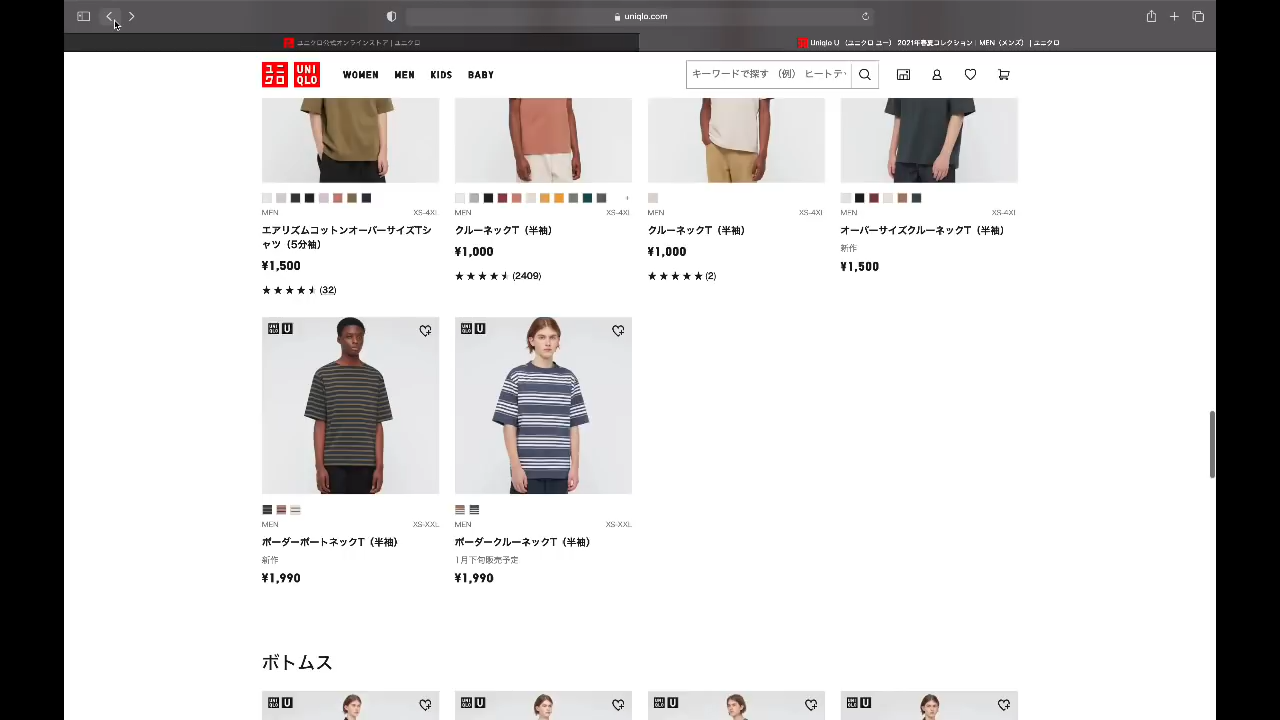 uniqlo.com
ユニクロ公式オンラインストア | ユニクロ
Uniqlo U （ユニクロ ユー） 2021年春夏コレクション | MEN（メンズ） | ユニクロ
ユニクロ UNIQLO
WOMEN MEN KIDS BABY
キーワードで探す （例） ヒートテ
MEN XS-4XL
エアリズムコットンオーバーサイズTシ
ャツ（5分袖）
¥1,500
(32)
+
MEN XS-4XL
クルーネックT（半袖）
¥1,000
(2409)
MEN XS-4XL
クルーネックT（半袖）
¥1,000
(2)
MEN XS-4XL
オーバーサイズクルーネックT（半袖）
新作
¥1,500
UNIQLO U
MEN XS-XXL
ボーダーボートネックT（半袖）
新作
¥1,990
UNIQLO U
MEN XS-XXL
ボーダークルーネックT（半袖）
1月下旬販売予定
¥1,990
ボトムス
UNIQLO U
UNIQLO U
UNIQLO U
UNIQLO U